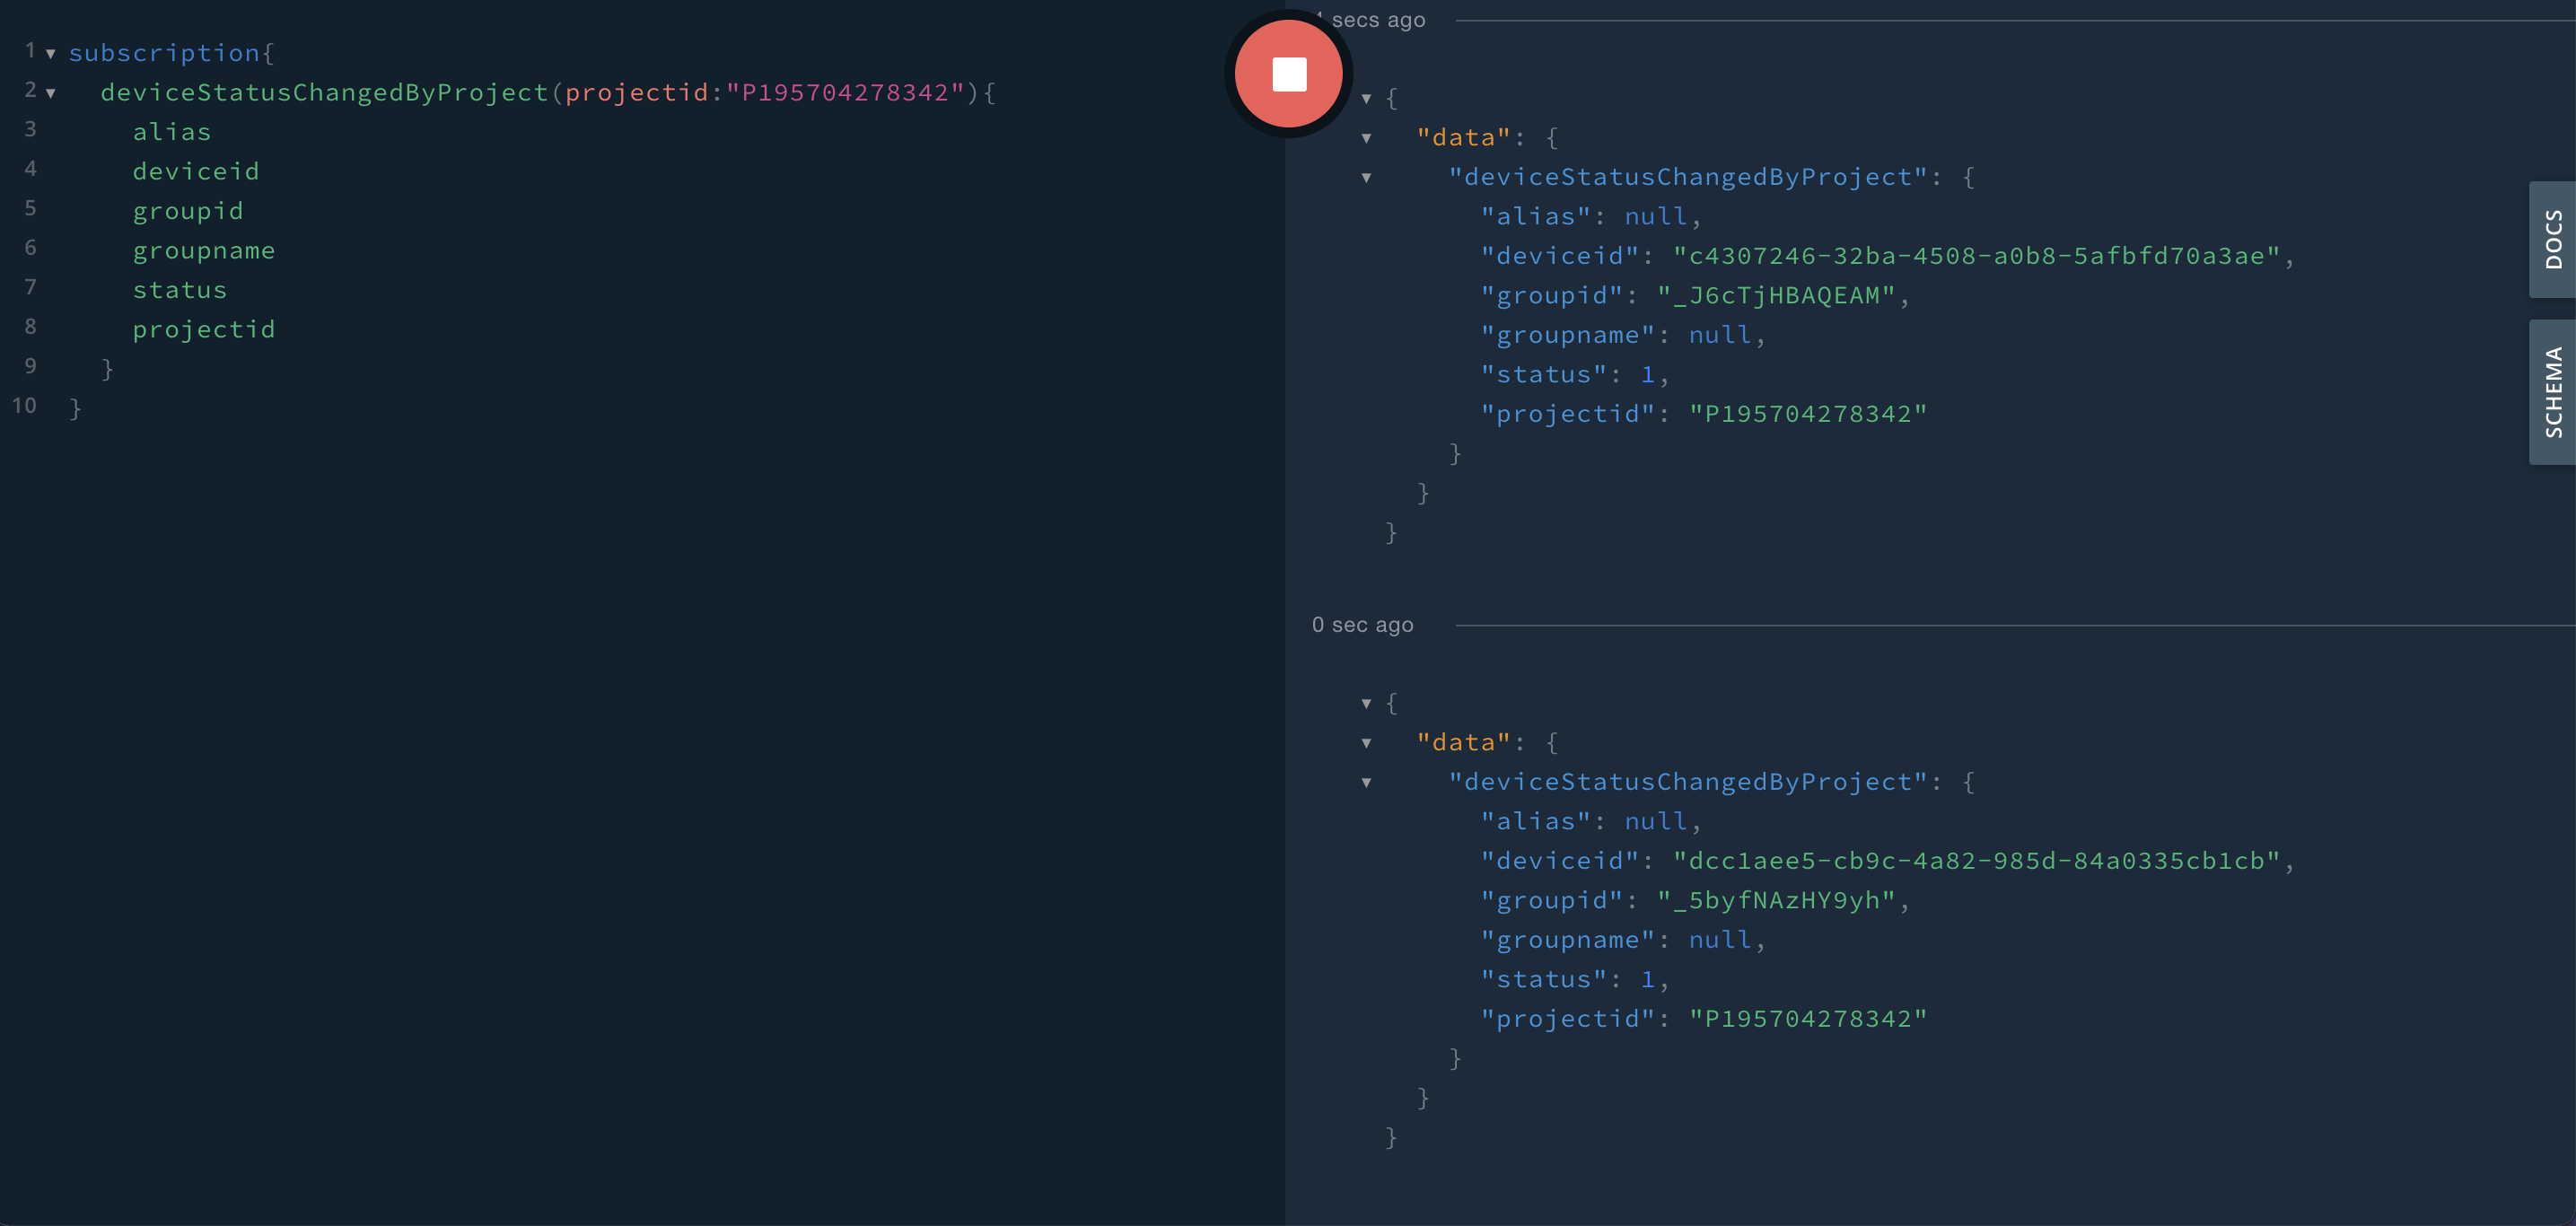 1 subscription{
2 deviceStatusChangedByProject(projectid:"P195704278342"){
3 alias
4 deviceid
5 groupid
6 groupname
7 status
8 projectid
9 }
10 }
secs ago
{
"data": {
"deviceStatusChangedByProject": {
"alias": null,
"deviceid": "c4307246-32ba-4508-a0b8-5afbfd70a3ae",
"groupid": "_J6cTjHBAQEAM",
"groupname": null,
"status": 1,
"projectid": "P195704278342"
}
}
}
0 sec ago
{
"data": {
"deviceStatusChangedByProject": {
"alias": null,
"deviceid": "dcc1aee5-cb9c-4a82-985d-84a0335cb1cb",
"groupid": "_5byfNAzHY9yh",
"groupname": null,
"status": 1,
"projectid": "P195704278342"
}
}
}
DOCS
SCHEMA